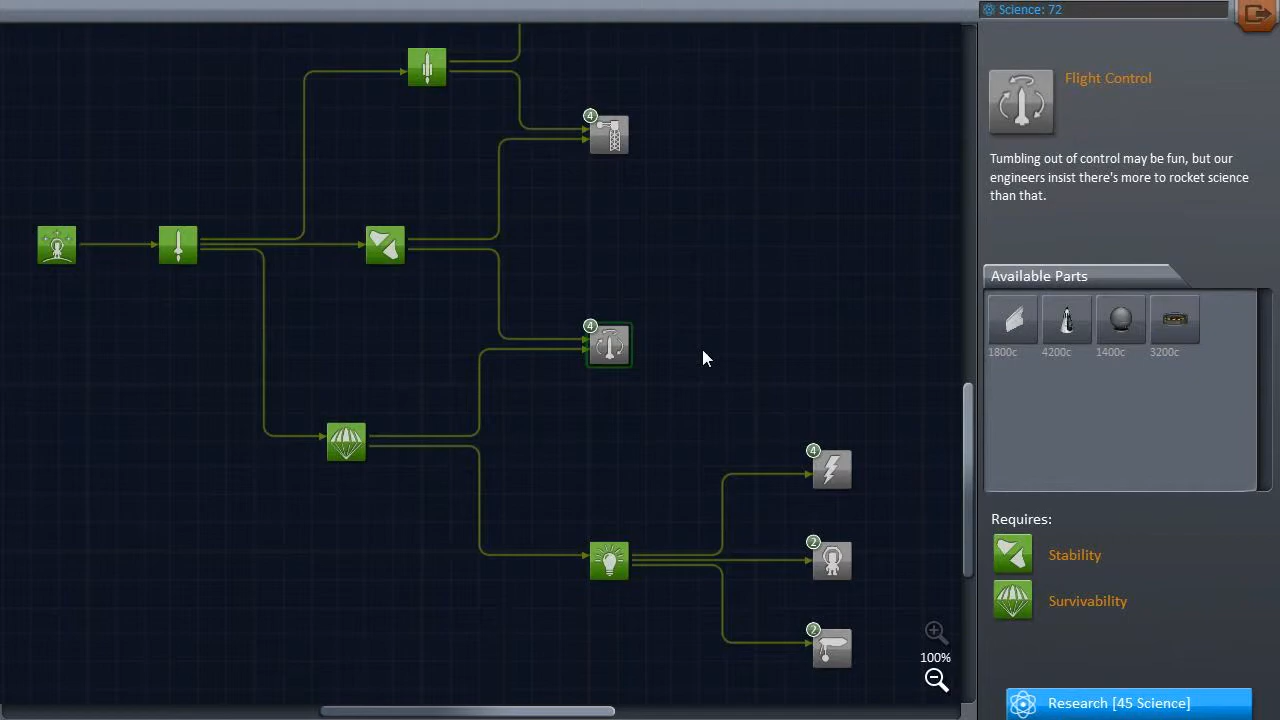 Science: 72
Flight Control
Tumbling out of control may be fun, but our
engineers insist there's more to rocket science
than that.
4
Available Parts
1800c 4200c 1400c 3200c
4
4
2
2
Requires:
Stability
Survivability
100%
Research [45 Science]